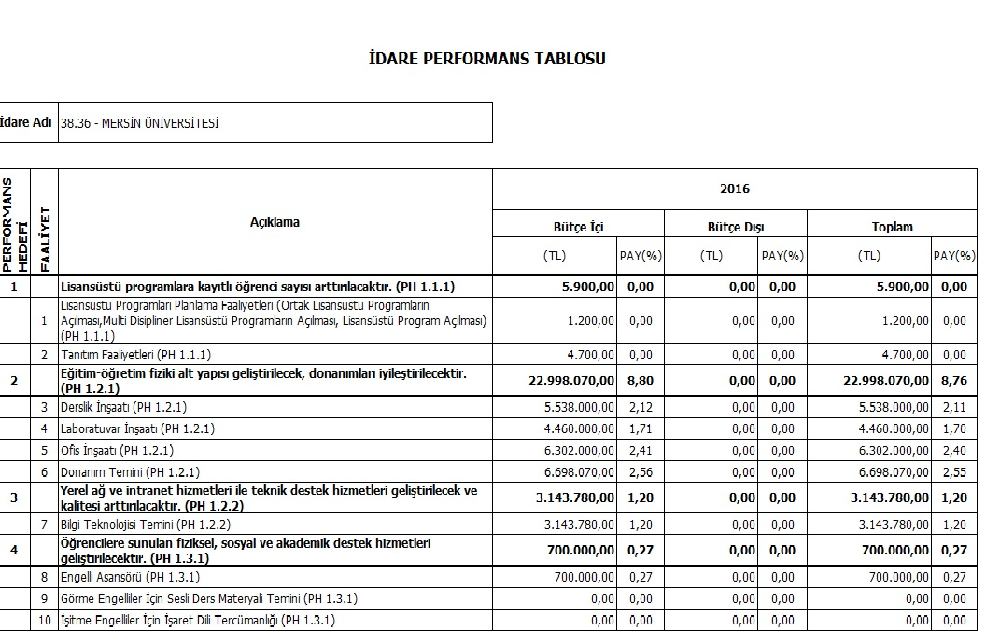 İDARE PERFORMANS TABLOSU
İdare Adı 38.36 - MERSİN ÜNİVERSİTESİ
PERFORMANS HEDEFİ FAALİYET Açıklama 2016
Bütçe İçi Bütçe Dışı Toplam
(TL) PAY(%) (TL) PAY(%) (TL) PAY(%)
1 Lisansüstü programlara kayıtlı öğrenci sayısı arttırılacaktır. (PH 1.1.1) 5.900,00 0,00 0,00 0,00 5.900,00 0,00
Lisansüstü Programları Planlama Faaliyetleri (Ortak Lisansüstü Programların
1 Açılması,Multi Disipliner Lisansüstü Programların Açılması, Lisansüstü Program Açılması) 1.200,00 0,00 0,00 0,00 1.200,00 0,00
(PH 1.1.1)
2 Tanıtım Faaliyetleri (PH 1.1.1) 4.700,00 0,00 0,00 0,00 4.700,00 0,00
2 Eğitim-öğretim fiziki alt yapısı geliştirilecek, donanımları iyileştirilecektir. 22.998.070,00 8,80 0,00 0,00 22.998.070,00 8,76
(PH 1.2.1)
3 Derslik İnşaatı (PH 1.2.1) 5.538.000,00 2,12 0,00 0,00 5.538.000,00 2,11
4 Laboratuvar İnşaatı (PH 1.2.1) 4.460.000,00 1,71 0,00 0,00 4.460.000,00 1,70
5 Ofis İnşaatı (PH 1.2.1) 6.302.000,00 2,41 0,00 0,00 6.302.000,00 2,40
6 Donanım Temini (PH 1.2.1) 6.698.070,00 2,56 0,00 0,00 6.698.070,00 2,55
3 Yerel ağ ve intranet hizmetleri ile teknik destek hizmetleri geliştirilecek ve 3.143.780,00 1,20 0,00 0,00 3.143.780,00 1,20
kalitesi arttırılacaktır. (PH 1.2.2)
7 Bilgi Teknolojisi Temini (PH 1.2.2) 3.143.780,00 1,20 0,00 0,00 3.143.780,00 1,20
4 Öğrencilere sunulan fiziksel, sosyal ve akademik destek hizmetleri 700.000,00 0,27 0,00 0,00 700.000,00 0,27
geliştirilecektir. (PH 1.3.1)
8 Engelli Asansörü (PH 1.3.1) 700.000,00 0,27 0,00 0,00 700.000,00 0,27
9 Görme Engelliler İçin Sesli Ders Materyali Temini (PH 1.3.1) 0,00 0,00 0,00 0,00 0,00 0,00
10 İşitme Engelliler İçin İşaret Dili Tercümanlığı (PH 1.3.1) 0,00 0,00 0,00 0,00 0,00 0,00